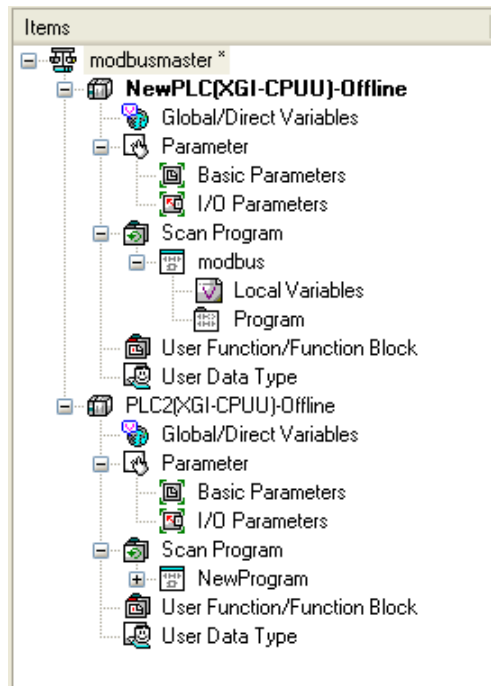 Items
modbusmaster *
NewPLC(XGI-CPUU)-Offline
Global/Direct Variables
Parameter
Basic Parameters
I/O Parameters
Scan Program
modbus
Local Variables
Program
User Function/Function Block
User Data Type
PLC2(XGI-CPUU)-Offline
Global/Direct Variables
Parameter
Basic Parameters
I/O Parameters
Scan Program
NewProgram
User Function/Function Block
User Data Type